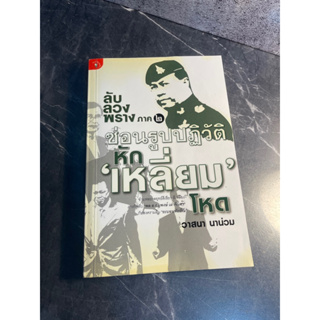 ลับ
ลวง
พราง ภาค ๒
ซ่อนรูปปฏิวัติ
หัก
'เหลี่ยม'
โหด
วาสนา นาน่วม